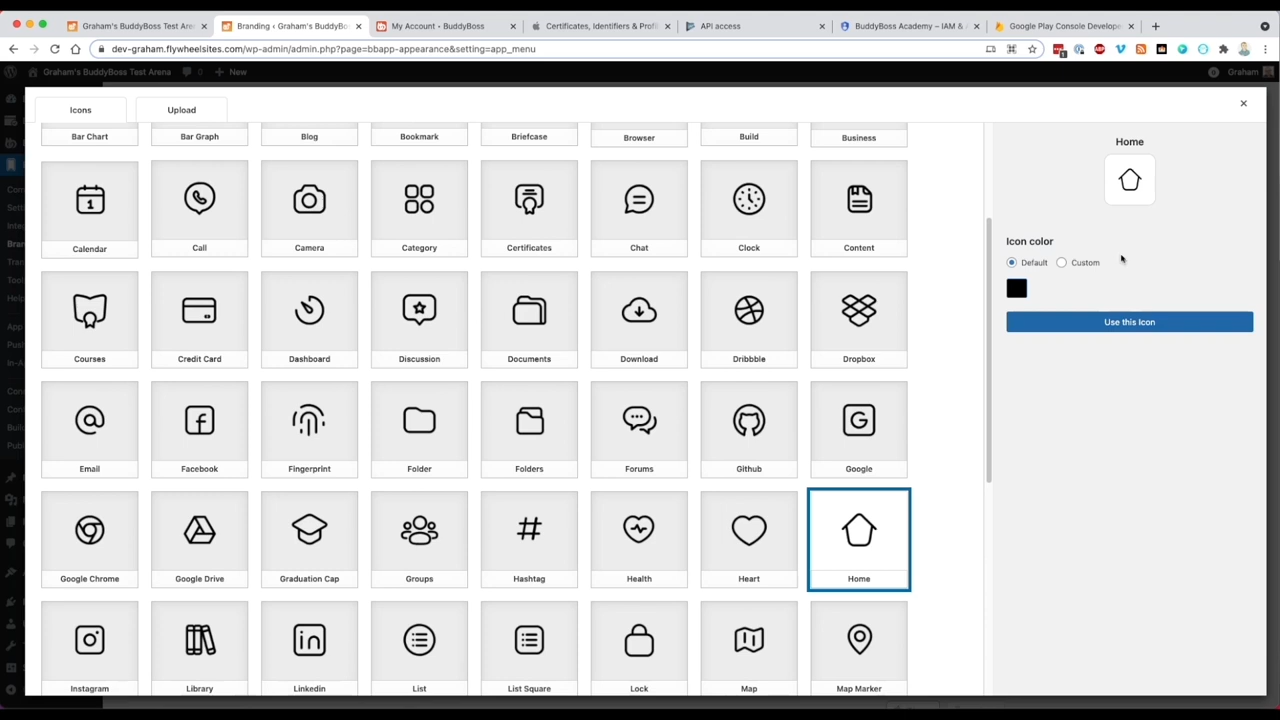 Graham's BuddyBoss Test Aren
Branding ‹ Graham's BuddyBos
My Account ‹ BuddyBoss
Certificates, Identifiers & Profi
API access
BuddyBoss Academy – IAM & A
Google Play Console Develope
dev-graham.flywheelsites.com/wp-admin/admin.php?page=bbapp-appearance&setting=app_menu
Graham's BuddyBoss Test Arena
0
New
Graham
Icons
Upload
Bar Chart
Bar Graph
Blog
Bookmark
Briefcase
Browser
Build
Business
Home
1
Calendar
Call
Camera
Category
Certificates
Chat
Clock
Content
Icon color
Default
Custom
Use this Icon
Courses
Credit Card
Dashboard
Discussion
Documents
Download
Dribbble
Dropbox
Email
Facebook
Fingerprint
Folder
Folders
Forums
Github
Google
Google Chrome
Google Drive
Graduation Cap
Groups
Hashtag
Health
Heart
Home
Instagram
Library
Linkedin
List
List Square
Lock
Map
Map Marker